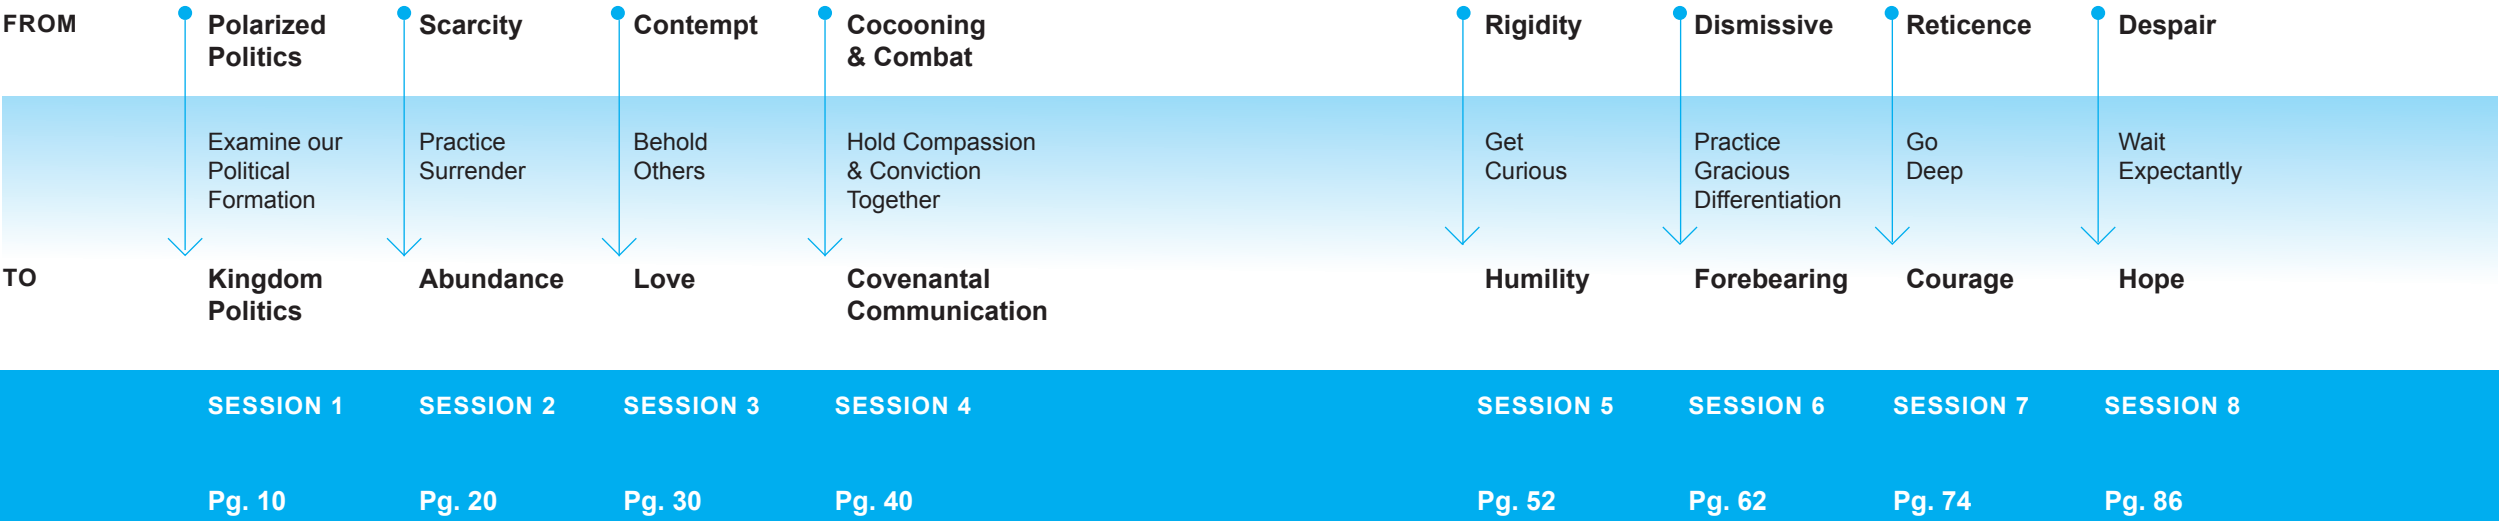 FROM
Polarized
Politics
Scarcity
Contempt
Cocooning
& Combat
Rigidity
Dismissive
Reticence
Despair
Examine our
Political
Formation
Practice
Surrender
Behold
Others
Hold Compassion
& Conviction
Together
Get
Curious
Practice
Gracious
Differentiation
Go
Deep
Wait
Expectantly
TO
Kingdom
Politics
Abundance
Love
Covenantal
Communication
Humility
Forebearing
Courage
Hope
SESSION 1
SESSION 2
SESSION 3
SESSION 4
SESSION 5
SESSION 6
SESSION 7
SESSION 8
Pg. 10
Pg. 20
Pg. 30
Pg. 40
Pg. 52
Pg. 62
Pg. 74
Pg. 86